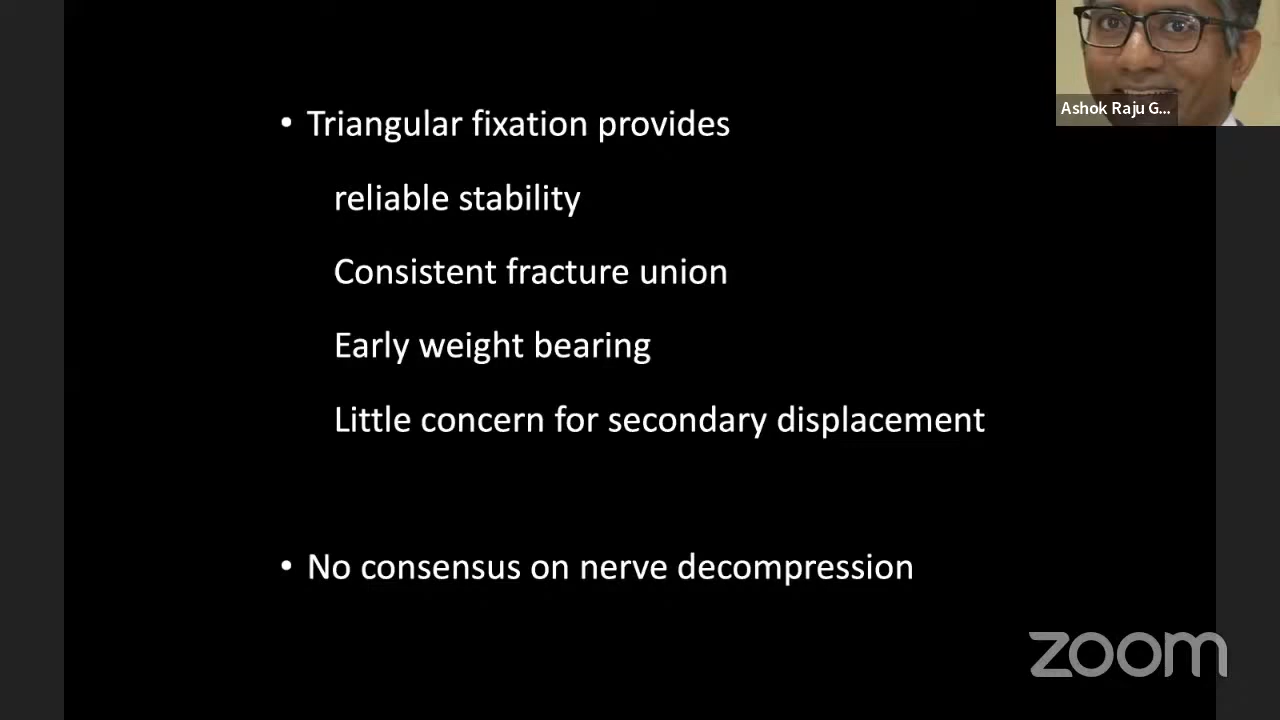 • Triangular fixation provides
reliable stability
Consistent fracture union
Early weight bearing
Little concern for secondary displacement
• No consensus on nerve decompression
Ashok Raju G...
zoom